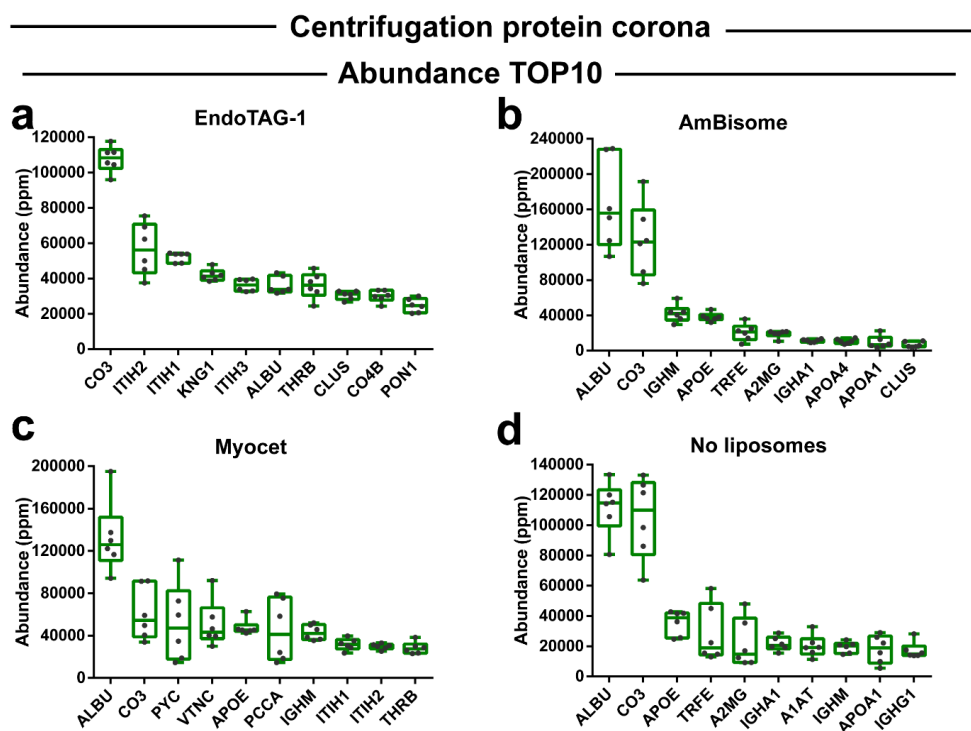 Centrifugation protein corona
Abundance TOP10
a
EndoTAG-1
Abundance (ppm)
120000
100000
80000
60000
40000
20000
0
CO3 ITIH2 ITIH1 KNG1 ITIH3 ALBU THRB CLUS CO4B PON1
b
AmBisome
Abundance (ppm)
240000
200000
160000
120000
80000
40000
0
ALBU CO3 IGHM APOE TRFE A2MG IGHA1 APOA4 APOA1 CLUS
c
Myocet
Abundance (ppm)
200000
160000
120000
80000
40000
0
ALBU CO3 PYC VTNC APOE PCCA IGHM ITIH1 ITIH2 THRB
d
No liposomes
Abundance (ppm)
140000
120000
100000
80000
60000
40000
20000
0
ALBU CO3 APOE TRFE A2MG IGHA1 A1AT IGHM APOA1 IGHG1